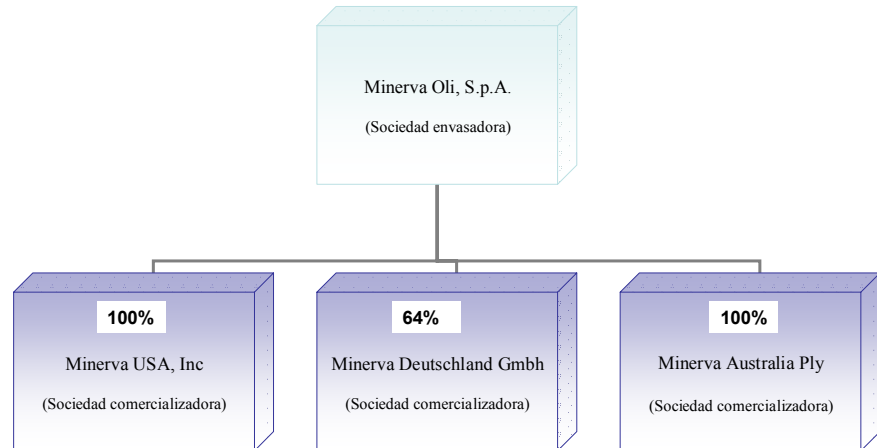 Minerva Oli, S.p.A.
(Sociedad envasadora)
100%
Minerva USA, Inc
(Sociedad comercializadora)
64%
Minerva Deutschland Gmbh
(Sociedad comercializadora)
100%
Minerva Australia Ply
(Sociedad comercializadora)